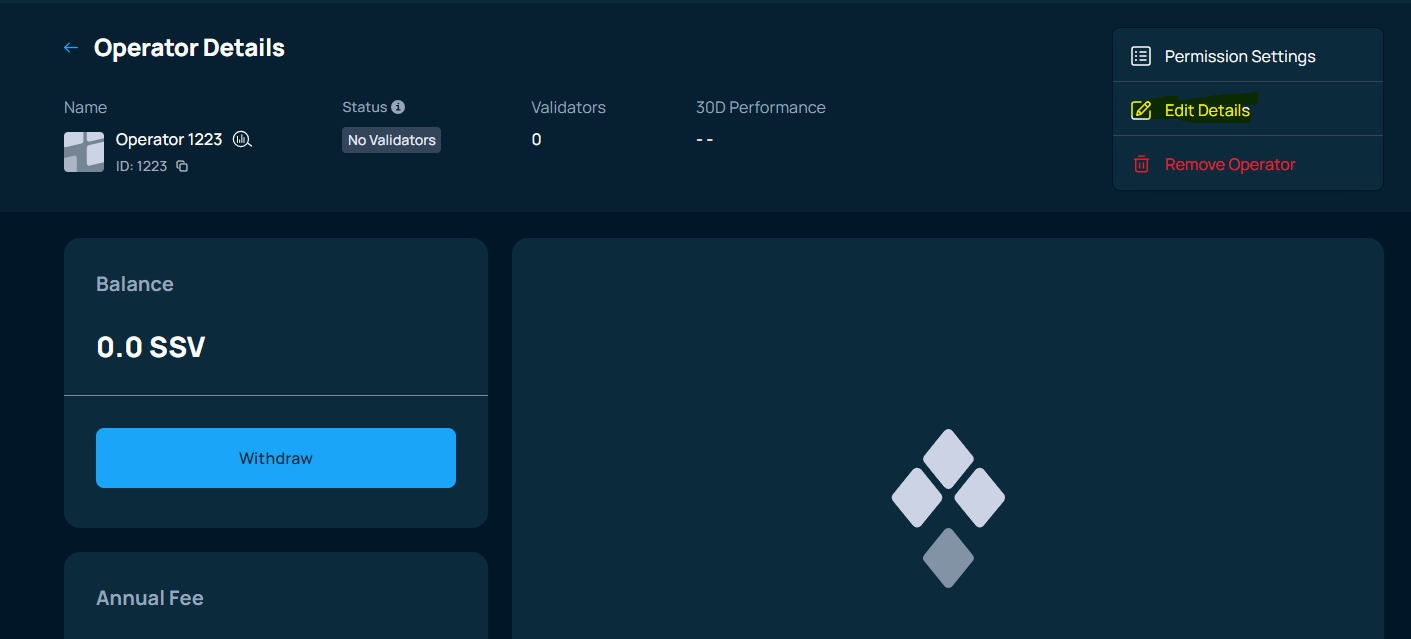 Operator Details
Permission Settings
Edit Details
Remove Operator
Name
Status
Validators
30D Performance
Operator 1223
No Validators
0
- -
ID: 1223
Balance
0.0 SSV
Withdraw
Annual Fee